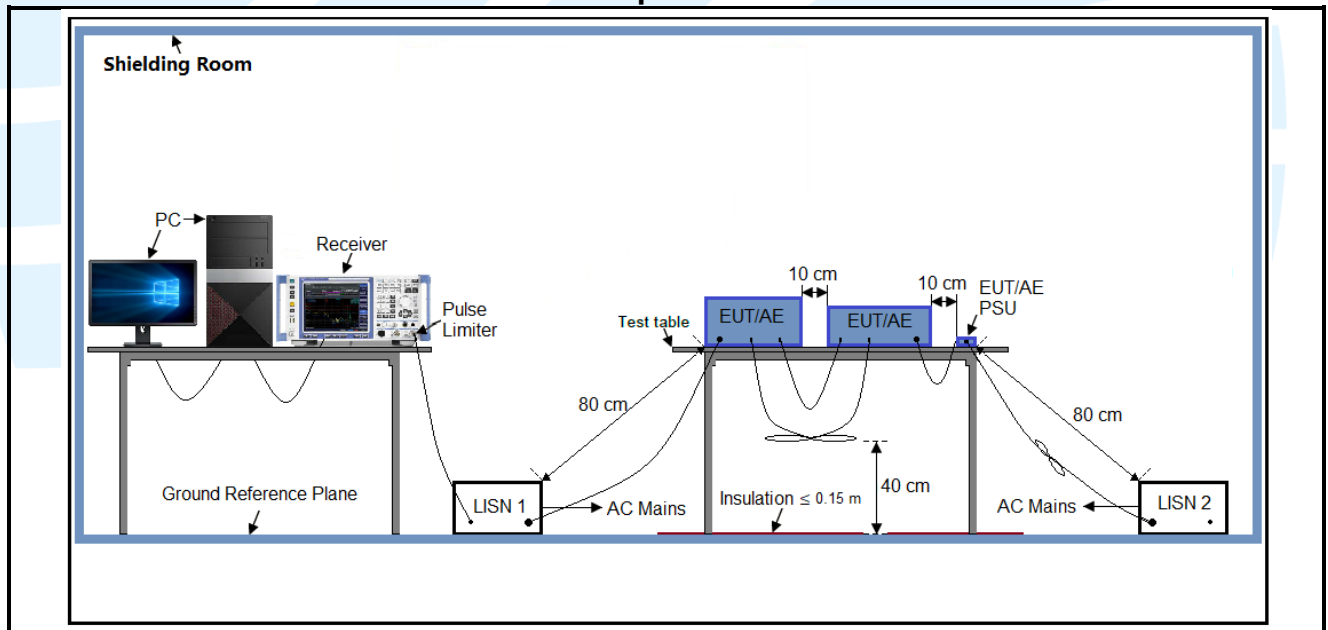 Shielding Room
PC
Receiver
Pulse
Limiter
10 cm
10 cm
EUT/AE
PSU
Test table
EUT/AE
EUT/AE
80 cm
80 cm
40 cm
Ground Reference Plane
LISN 1
AC Mains
Insulation ≤ 0.15 m
AC Mains
LISN 2